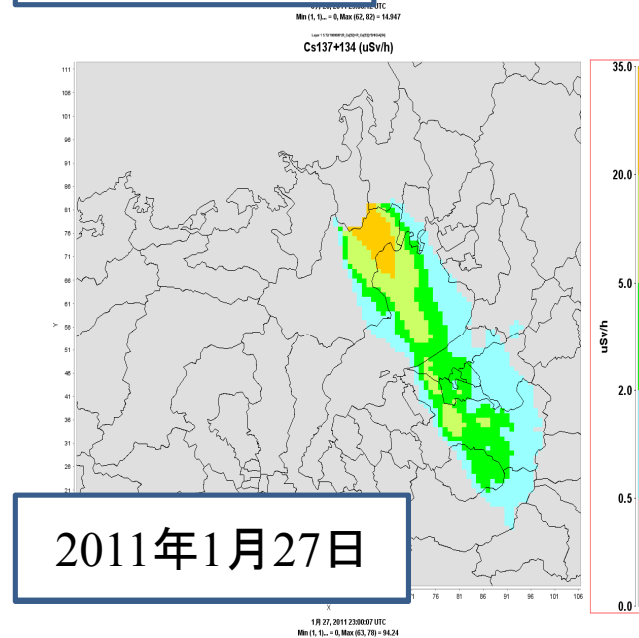 Min (1, 1)... = 0, Max (62, 82) = 14.947
Cs137+134 (uSv/h)
111
106
101
96
91
86
81
76
71
66
61
56
51
46
41
36
31
26
21
Y
35.0
20.0
5.0
2.0
0.5
0.0
uSv/h
2011年1月27日
71 76 81 86 91 96 101 106
X
1月 27, 2011 23:00:07 UTC
Min (1, 1)... = 0, Max (63, 78) = 94.24